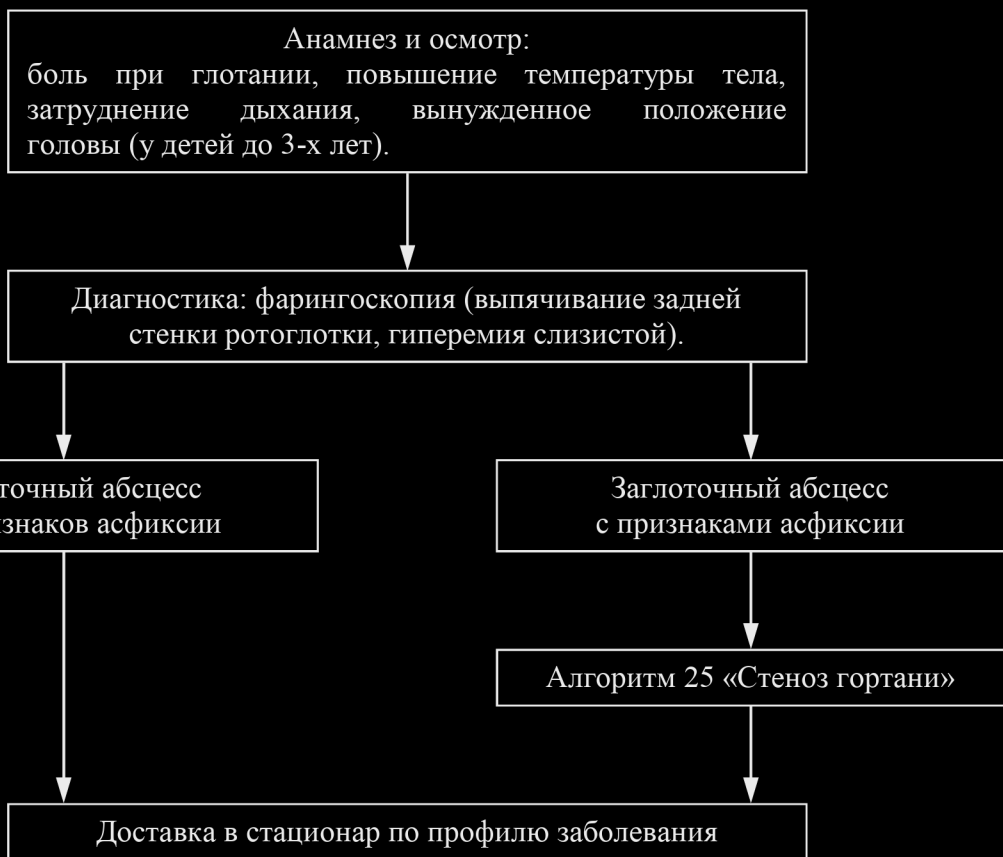 Анамнез и осмотр:
боль при глотании, повышение температуры тела,
затруднение дыхания, вынужденное положение
головы (у детей до 3-х лет).
Диагностика: фарингоскопия (выпячивание задней
стенки ротоглотки, гиперемия слизистой).
абсцесс
асфиксии
Заглоточный абсцесс
с признаками асфиксии
Алгоритм 25 «Стеноз гортани»
Доставка в стационар по профилю заболевания